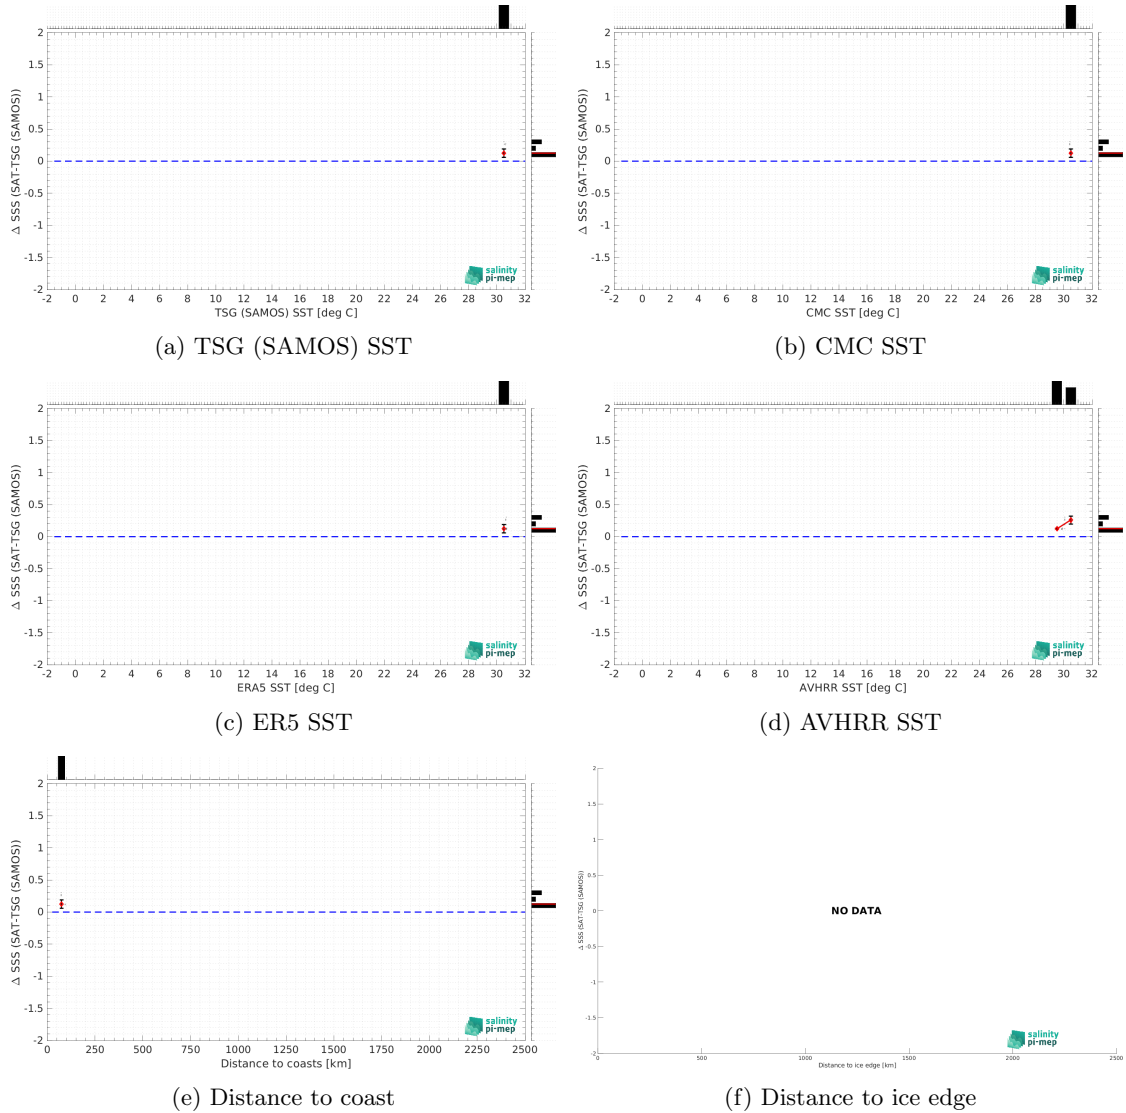 2
1.5
1
0.5
0
-0.5
-1
-1.5
-2
Δ SSS (SAT-TSG (SAMOS))
salinity
pi-mep
-2 0 2 4 6 8 10 12 14 16 18 20 22 24 26 28 30 32
TSG (SAMOS) SST [deg C]
(a) TSG (SAMOS) SST
2
1.5
1
0.5
0
-0.5
-1
-1.5
-2
Δ SSS (SAT-TSG (SAMOS))
salinity
pi-mep
-2 0 2 4 6 8 10 12 14 16 18 20 22 24 26 28 30 32
CMC SST [deg C]
(b) CMC SST
2
1.5
1
0.5
0
-0.5
-1
-1.5
-2
Δ SSS (SAT-TSG (SAMOS))
salinity
pi-mep
-2 0 2 4 6 8 10 12 14 16 18 20 22 24 26 28 30 32
ERA5 SST [deg C]
(c) ER5 SST
2
1.5
1
0.5
0
-0.5
-1
-1.5
-2
Δ SSS (SAT-TSG (SAMOS))
salinity
pi-mep
-2 0 2 4 6 8 10 12 14 16 18 20 22 24 26 28 30 32
AVHRR SST [deg C]
(d) AVHRR SST
2
1.5
1
0.5
0
-0.5
-1
-1.5
-2
Δ SSS (SAT-TSG (SAMOS))
salinity
pi-mep
0 250 500 750 1000 1250 1500 1750 2000 2250 2500
Distance to coasts [km]
(e) Distance to coast
2
1.5
1
0.5
0
-0.5
-1
-1.5
-2
Δ SSS (SAT-TSG (SAMOS))
NO DATA
salinity
pi-mep
0 500 1000 1500 2000 2500
Distance to ice edge [km]
(f) Distance to ice edge